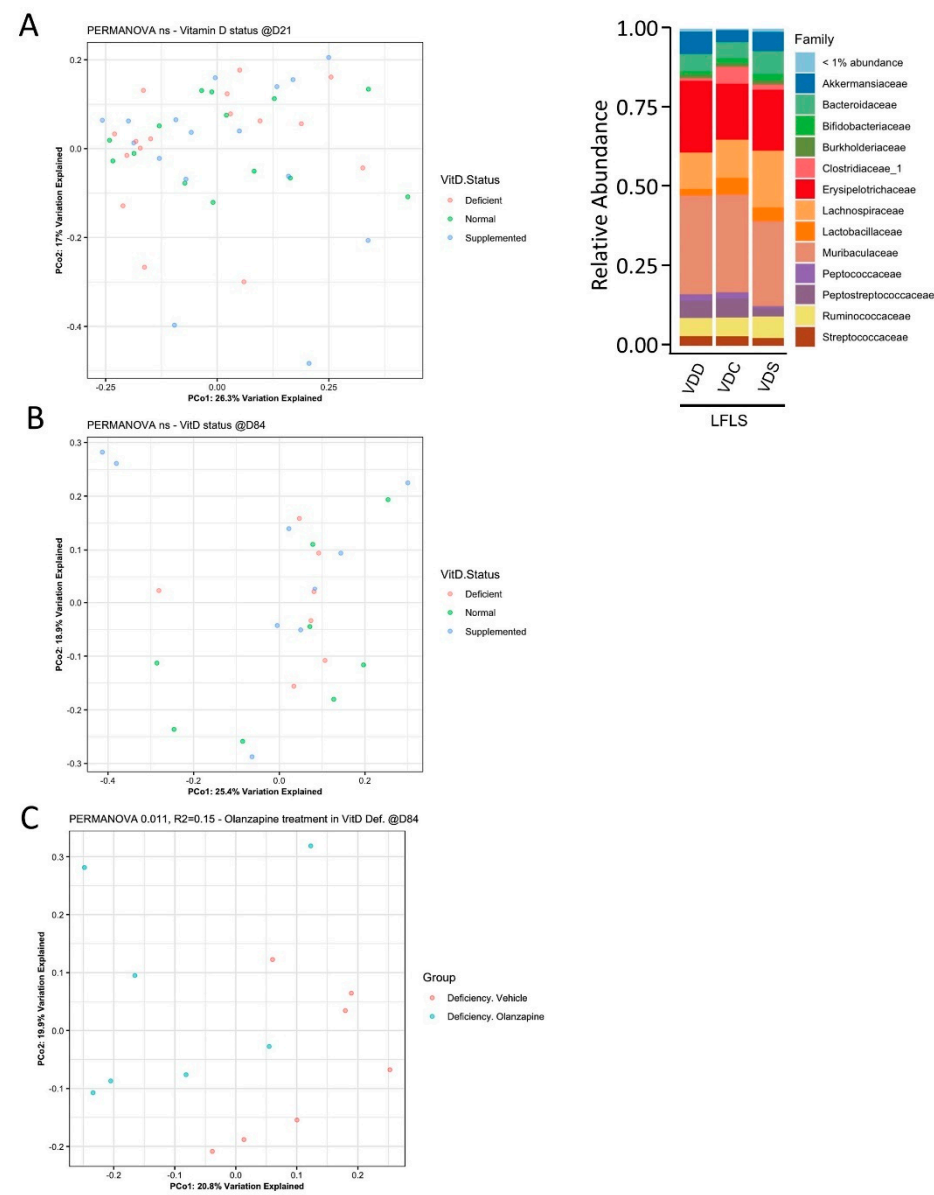 A
PERMANOVA ns - Vitamin D status @D21
0.2
0.0
-0.2
-0.4
PCo2: 17% Variation Explained
-0.25
0.00
0.25
PCo1: 26.3% Variation Explained
VitD.Status
Deficient
Normal
Supplemented
1.00
0.75
0.50
0.25
0.00
Relative Abundance
VDD
VDC
VDS
LFLS
Family
< 1% abundance
Akkermansiaceae
Bacteroidaceae
Bifidobacteriaceae
Burkholderiaceae
Clostridiaceae_1
Erysipelotrichaceae
Lachnospiraceae
Lactobacillaceae
Muribaculaceae
Peptococcaceae
Peptostreptococcaceae
Ruminococcaceae
Streptococcaceae
B
PERMANOVA ns - VitD status @D84
0.3
0.2
0.1
0.0
-0.1
-0.2
-0.3
PCo2: 18.9% Variation Explained
-0.4
-0.2
0.0
0.2
PCo1: 25.4% Variation Explained
VitD.Status
Deficient
Normal
Supplemented
C
PERMANOVA 0.011, R2=0.15 - Olanzapine treatment in VitD Def. @D84
0.3
0.2
0.1
0.0
-0.1
-0.2
PCo2: 19.9% Variation Explained
-0.2
-0.1
0.0
0.1
0.2
PCo1: 20.8% Variation Explained
Group
Deficiency. Vehicle
Deficiency. Olanzapine